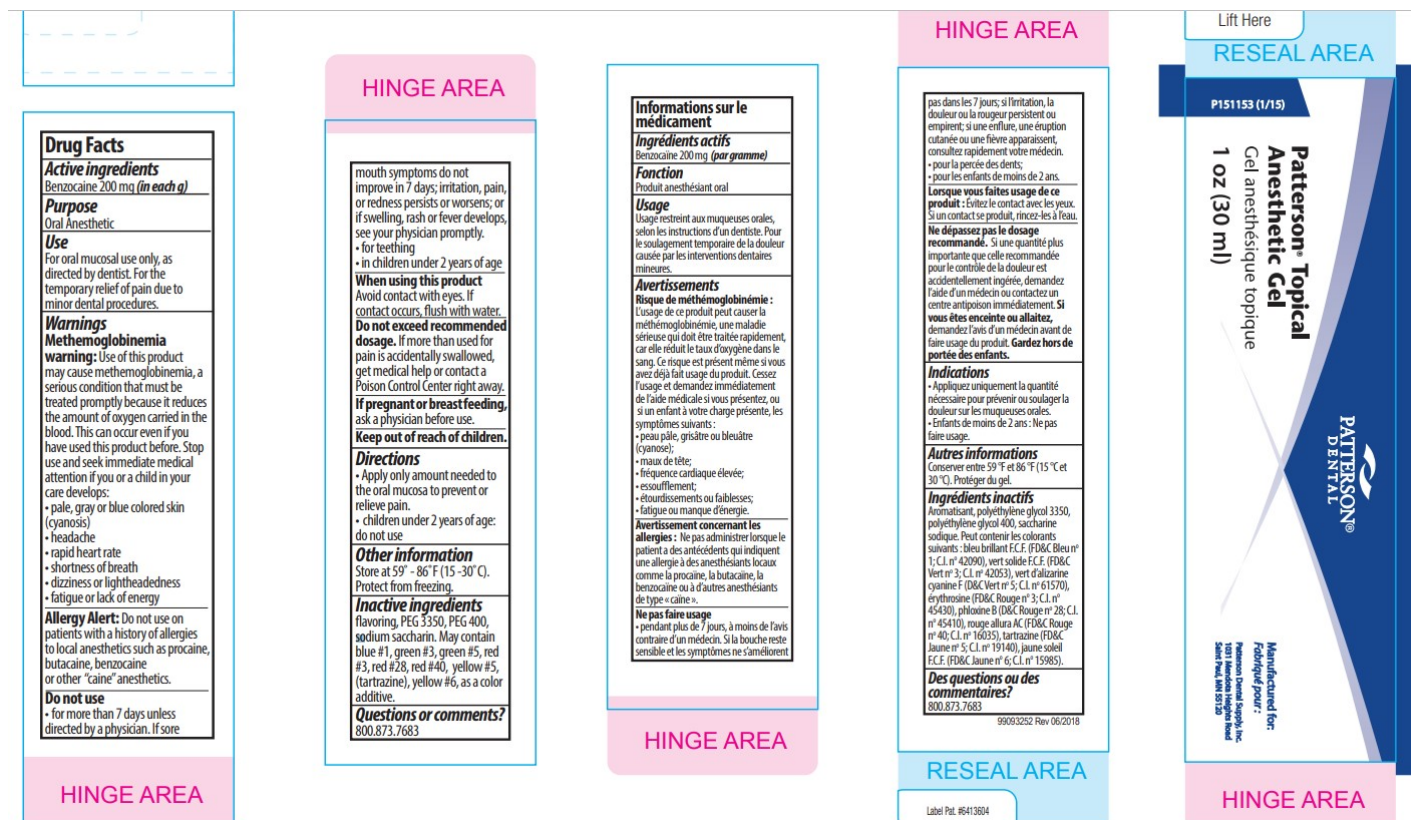 Drug Facts
Active ingredients
Benzocaine 200 mg (in each g)
Purpose
Oral Anesthetic
Use
For oral mucosal use only, as
directed by dentist. For the
temporary relief of pain due to
minor dental procedures.
Warnings
Methemoglobinemia
warning: Use of this product
may cause methemoglobinemia, a
serious condition that must be
treated promptly because it reduces
the amount of oxygen carried in the
blood. This can occur even if you
have used this product before. Stop
use and seek immediate medical
attention if you or a child in your
care develops:
• pale, gray or blue colored skin
(cyanosis)
• headache
• rapid heart rate
• shortness of breath
• dizziness or lightheadedness
• fatigue or lack of energy
Allergy Alert: Do not use on
patients with a history of allergies
to local anesthetics such as procaine,
butacaine, benzocaine
or other “caine” anesthetics.
Do not use
• for more than 7 days unless
directed by a physician. If sore
HINGE AREA
HINGE AREA
mouth symptoms do not
improve in 7 days; irritation, pain,
or redness persists or worsens; or
if swelling, rash or fever develops,
see your physician promptly.
• for teething
• in children under 2 years of age
When using this product
Avoid contact with eyes. If
contact occurs, flush with water.
Do not exceed recommended
dosage. If more than used for
pain is accidentally swallowed,
get medical help or contact a
Poison Control Center right away.
If pregnant or breast feeding,
ask a physician before use.
Keep out of reach of children.
Directions
• Apply only amount needed to
the oral mucosa to prevent or
relieve pain.
• children under 2 years of age:
do not use
Other information
Store at 59˚ - 86˚F (15 -30˚C).
Protect from freezing.
Inactive ingredients
flavoring, PEG 3350, PEG 400,
sodium saccharin. May contain
blue #1, green #3, green #5, red
#3, red #28, red #40, yellow #5,
(tartrazine), yellow #6, as a color
additive.
Questions or comments?
800.873.7683
Informations sur le
médicament
Ingrédients actifs
Benzocaïne 200 mg (par gramme)
Fonction
Produit anesthésiant oral
Usage
Usage restreint aux muqueuses orales,
selon les instructions d’un dentiste. Pour
le soulagement temporaire de la douleur
causée par les interventions dentaires
mineures.
Avertissements
Risque de méthémoglobinémie :
L’usage de ce produit peut causer la
méthémoglobinémie, une maladie
sérieuse qui doit être traitée rapidement,
car elle réduit le taux d’oxygène dans le
sang. Ce risque est présent même si vous
avez déjà fait usage du produit. Cessez
l’usage et demandez immédiatement
de l’aide médicale si vous présentez, ou
si un enfant à votre charge présente, les
symptômes suivants :
• peau pâle, grisâtre ou bleuâtre
(cyanose);
• maux de tête;
• fréquence cardiaque élevée;
• essoufflement;
• étourdissements ou faiblesses;
• fatigue ou manque d’énergie.
Avertissement concernant les
allergies : Ne pas administrer lorsque le
patient a des antécédents qui indiquent
une allergie à des anesthésiants locaux
comme la procaïne, la butacaïne, la
benzocaïne ou à d’autres anesthésiants
de type « caïne ».
Ne pas faire usage
• pendant plus de 7 jours, à moins de l’avis
contraire d’un médecin. Si la bouche reste
sensible et les symptômes ne s’améliorent
HINGE AREA
HINGE AREA
pas dans les 7 jours; si l’irritation, la
douleur ou la rougeur persistent ou
empirent; si une enflure, une éruption
cutanée ou une fièvre apparaissent,
consultez rapidement votre médecin.
• pour la percée des dents;
• pour les enfants de moins de 2 ans.
Lorsque vous faites usage de ce
produit : Évitez le contact avec les yeux.
Si un contact se produit, rincez-les à l’eau.
Ne dépassez pas le dosage
recommandé. Si une quantité plus
importante que celle recommandée
pour le contrôle de la douleur est
accidentellement ingérée, demandez
l’aide d’un médecin ou contactez un
centre antipoison immédiatement. Si
vous êtes enceinte ou allaitez,
demandez l’avis d’un médecin avant de
faire usage du produit. Gardez hors de
portée des enfants.
Indications
• Appliquez uniquement la quantité
nécessaire pour prévenir ou soulager la
douleur sur les muqueuses orales.
• Enfants de moins de 2 ans : Ne pas
faire usage.
Autres informations
Conserver entre 59 °F et 86 °F (15 °C et
30 °C). Protéger du gel.
Ingrédients inactifs
Aromatisant, polyéthylène glycol 3350,
polyéthylène glycol 400, saccharine
sodique. Peut contenir les colorants
suivants : bleu brillant F.C.F. (FD&C Bleu nº
1; C.I. nº 42090), vert solide F.C.F. (FD&C
Vert nº 3; C.I. nº 42053), vert d’alizarine
cyanine F (D&C Vert nº 5; C.I. nº 61570),
érythrosine (FD&C Rouge nº 3; C.I. nº
45430), phloxine B (D&C Rouge nº 28; C.I.
nº 45410), rouge allura AC (FD&C Rouge
nº 40; C.I. nº 16035), tartrazine (FD&C
Jaune nº 5; C.I. nº 19140), jaune soleil
F.C.F. (FD&C Jaune nº 6; C.I. nº 15985).
Des questions ou des
commentaires?
800.873.7683
99093252 Rev 06/2018
RESEAL AREA
Label Pat. #6413604
Lift Here
RESEAL AREA
P151153 (1/15)
Patterson® Topical
Anesthetic Gel
Gel anesthésique topique
1 oz (30 ml)
PATTERSON®
DENTAL
Manufactured for:
Fabriqué pour :
Patterson Dental Supply, Inc.
1031 Mendota Heights Road
Saint Paul, MN 55120
HINGE AREA